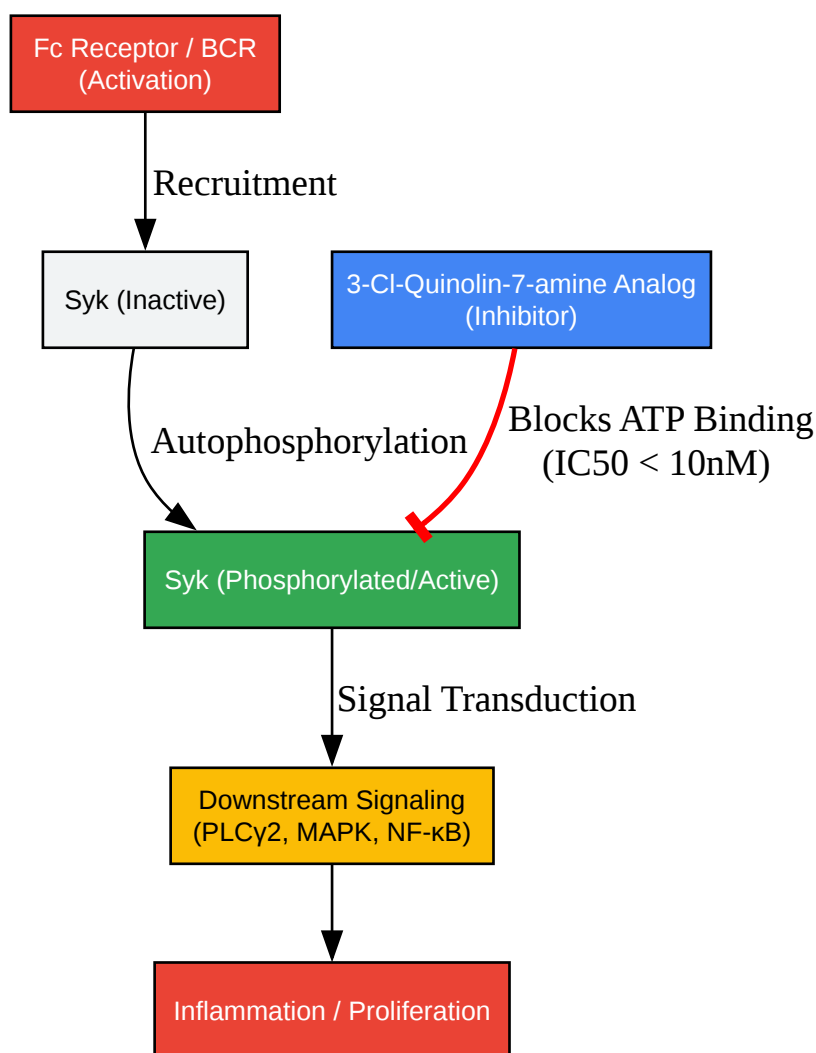 Fc Receptor / BCR
(Activation)
Recruitment
Syk (Inactive)
3-Cl-Quinolin-7-amine Analog
(Inhibitor)
Autophosphorylation
Blocks ATP Binding
(IC50 < 10nM)
Syk (Phosphorylated/Active)
Signal Transduction
Downstream Signaling
(PLCγ2, MAPK, NF-κB)
Inflammation / Proliferation